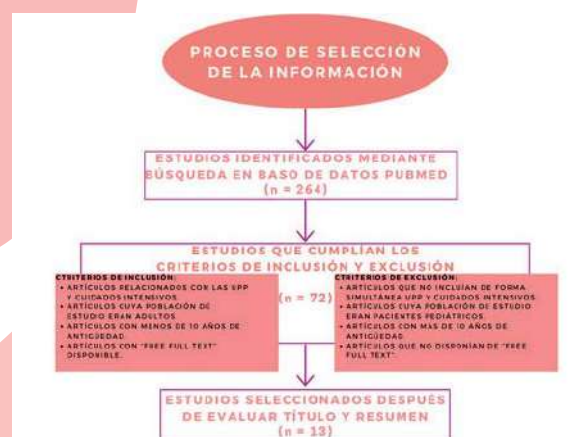 PROCESO DE SELECCIÓN
DE LA INFORMACIÓN
ESTUDIOS IDENTIFICADOS MEDIANTE
BÚSQUEDA EN BASO DE DATOS PUBMED
(n = 264)
ESTUDIOS QUE CUMPLÍAN LOS
CRITERIOS DE INCLUSIÓN Y EXCLUSIÓN
(n = 72)
CTRITERIOS DE INCLUSIÓN:
• ARTÍCULOS RELACIONADOS CON LAS UPP
Y CUIDADOS INTENSIVOS
• ARTÍCULOS CUYA POBLACIÓN DE
ESTUDIO ERAN ADULTOS
• ARTÍCULOS CON MENOS DE 10 AÑOS DE
ANTIGÜEDAD
• ARTÍCULOS CON "FREE FULL TEXT"
DISPONIBLE.
CTRITERIOS DE EXCLUSIÓN:
• ARTÍCULOS QUE NO INCLUÍAN DE FORMA
SIMULTÁNEA UPP Y CUIDADOS INTENSIVOS
• ARTÍCULOS CUYA POBLACIÓN DE ESTUDIO
ERAN PACIENTES PEDIÁTRICOS
• ARTÍCULOS CON MÁS DE 10 AÑOS DE
ANTIGÜEDAD
• ARTÍCULOS QUE NO DISPONÍAN DE "FREE
FULL TEXT".
ESTUDIOS SELECCIONADOS DESPUÉS
DE EVALUAR TÍTULO Y RESUMEN
(n = 13)